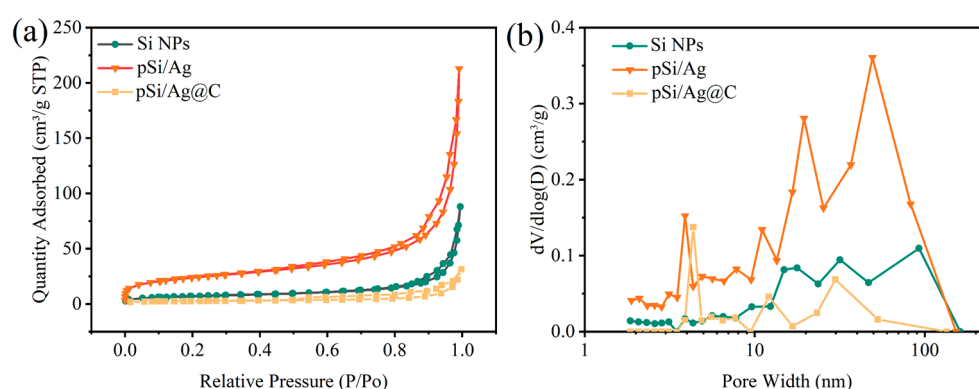 (a)
Quantity Adsorbed (cm³/g STP)
250
200
150
100
50
0
Si NPs
pSi/Ag
pSi/Ag@C
0.0 0.2 0.4 0.6 0.8 1.0
Relative Pressure (P/Po)
(b)
dV/dlog(D) (cm³/g)
0.4
0.3
0.2
0.1
0.0
Si NPs
pSi/Ag
pSi/Ag@C
1 10 100
Pore Width (nm)